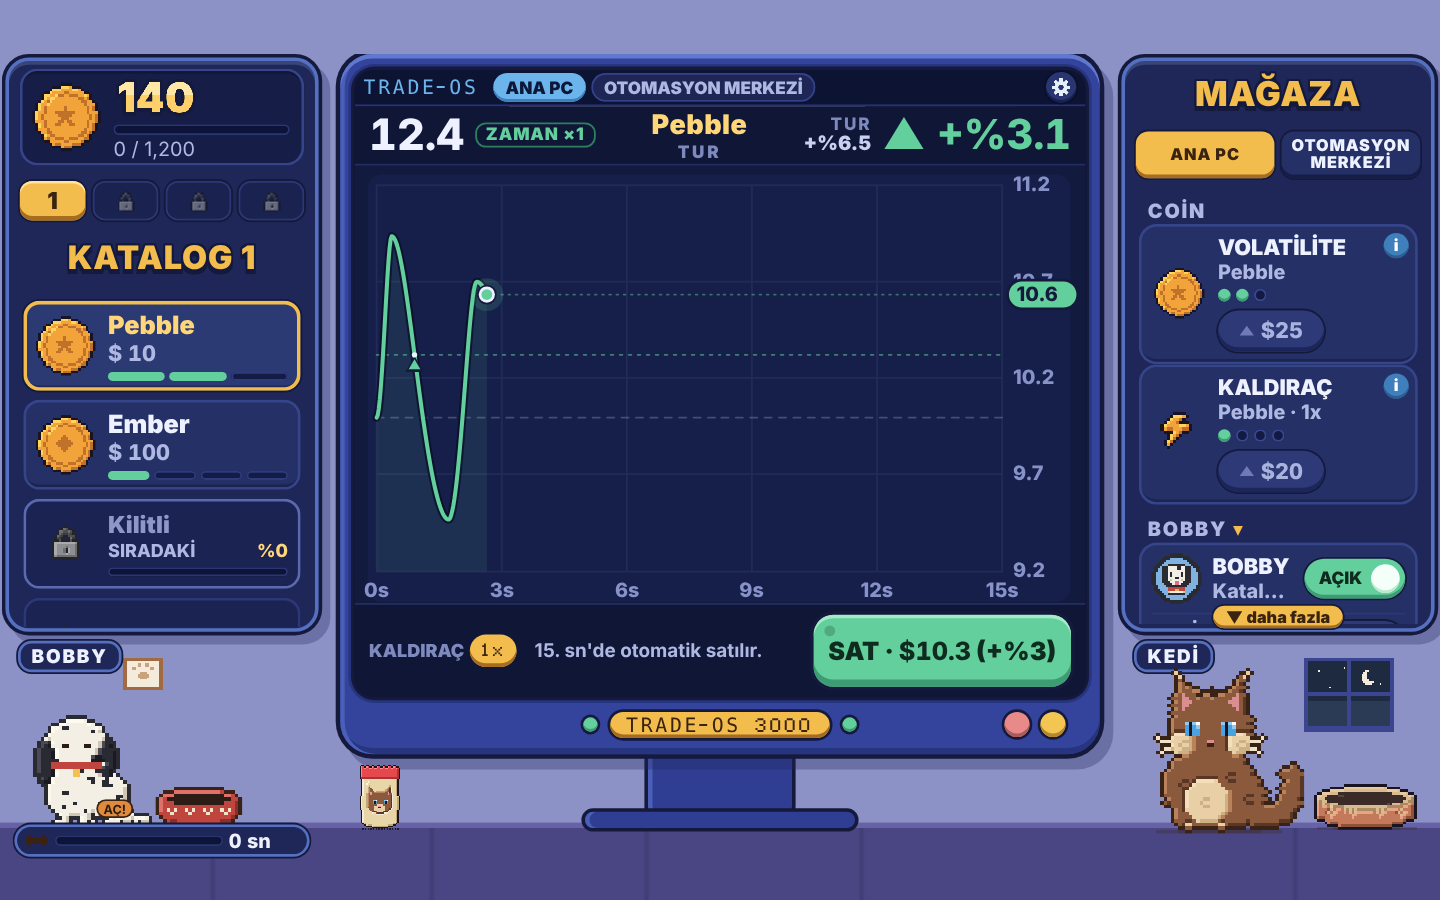 140
0 / 1,200
1
KATALOG 1
Pebble
$ 10
Ember
$ 100
Kilitli
SIRADAKİ %0
BOBBY
AÇ!
0 sn
TRADE-OS ANA PC OTOMASYON MERKEZİ
12.4 ZAMAN ×1
Pebble
TUR
TUR
+%6.5
+%3.1
11.2
10.7
10.6
10.2
9.7
9.2
0s 3s 6s 9s 12s 15s
KALDIRAÇ 1x 15. sn'de otomatik satılır.
SAT · $10.3 (+%3)
TRADE-OS 3000
MAĞAZA
ANA PC
OTOMASYON
MERKEZİ
COİN
VOLATİLİTE
i
Pebble
$25
KALDIRAÇ
i
Pebble · 1x
$20
BOBBY
BOBBY
Katal...
AÇIK
daha fazla
KEDİ